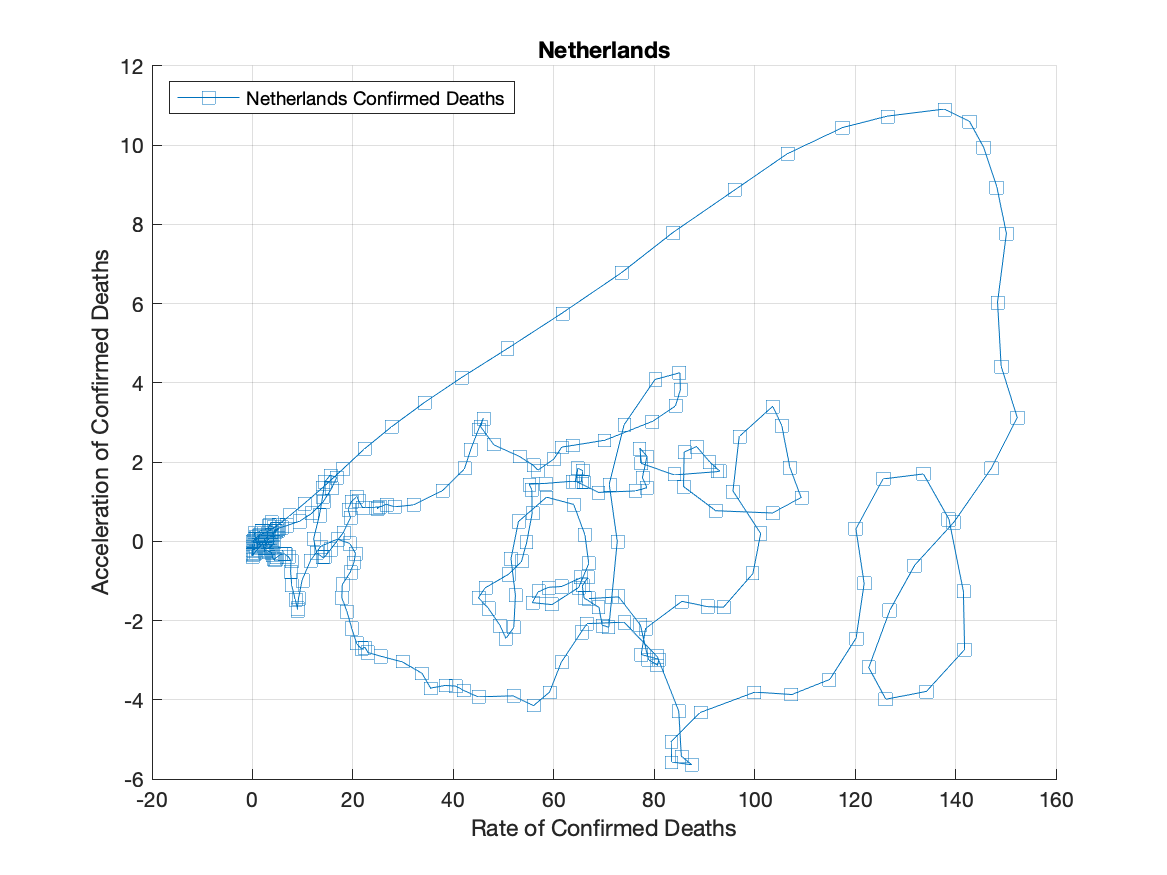 Netherlands
Netherlands Confirmed Deaths
12
10
8
6
4
2
0
-2
-4
-6
-20 0 20 40 60 80 100 120 140 160
Acceleration of Confirmed Deaths
Rate of Confirmed Deaths